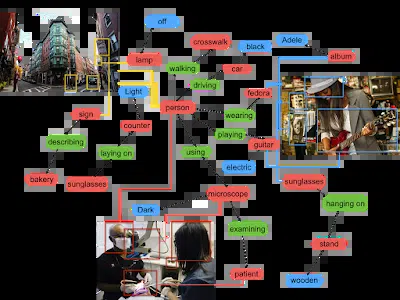 off
Adele
crosswalk
black
lamp
album
walking
car
driving
Light
fedora
person
sign
wearing
counter
playing
describing
guitar
laying on
using
electric
bakery
sunglasses
sunglasses
microscope
hanging on
Dark
examining
stand
patient
wooden